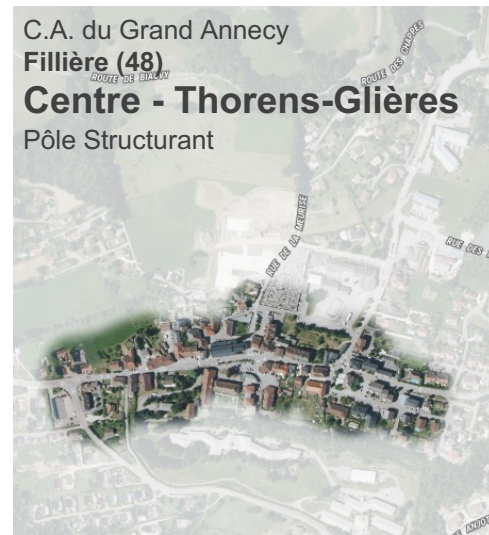 C.A. du Grand Annecy
Fillière (48)
ROUTE DE BIALVY
ROUTE DES CHAPPES
Centre - Thorens-Glières
Pôle Structurant
RUE DE LA MEURISE
RUE DES